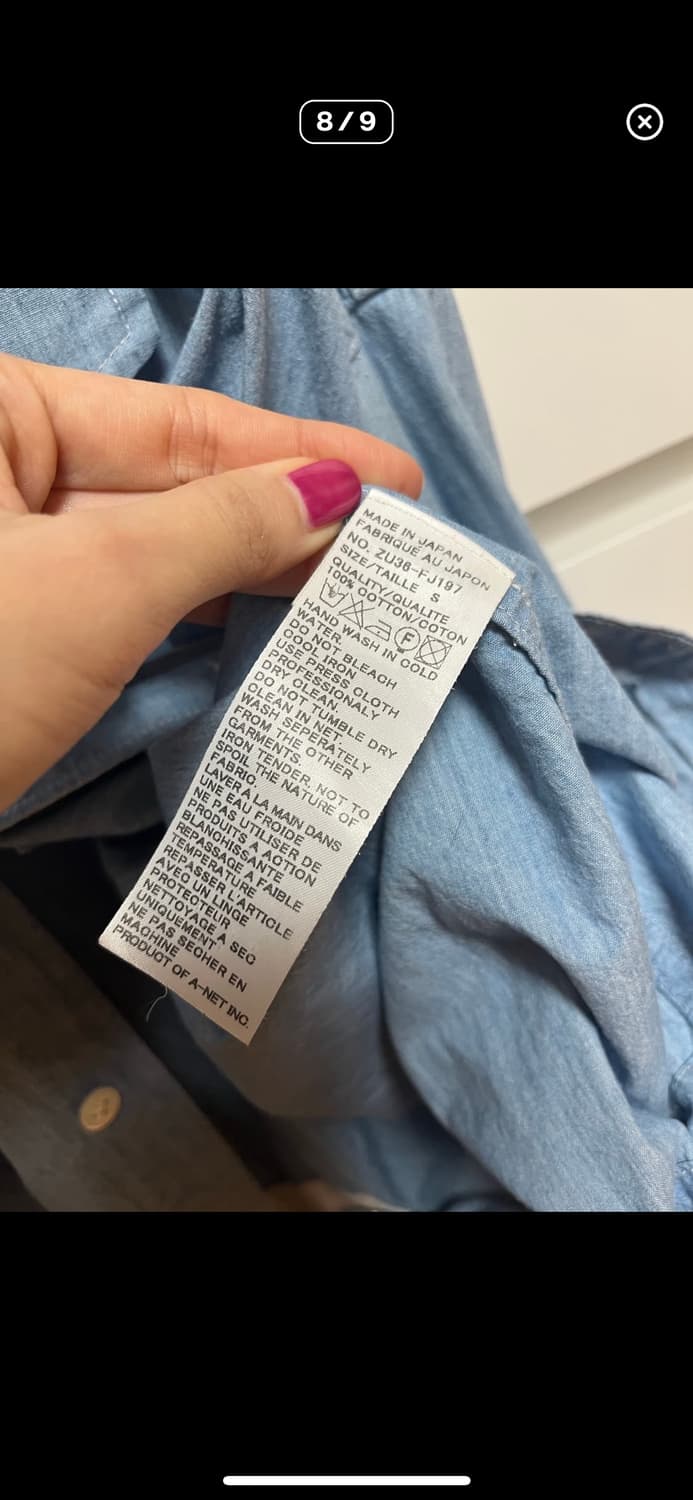 8/9
MADE IN JAPAN
FABRIQUÉ AU JAPON
NO. ZU36-FJ197
SIZE/TAILLE S
QUALITY/QUALITE
100% COTTON/COTON
F
HAND WASH IN COLD
WATER.
DO NOT BLEACH
COOL IRON
USE PRESS CLOTH
PROFESSIONALY
DRY CLEAN.
DO NOT TUMBLE DRY
CLEAN IN NET.
WASH SEPERATELY
FROM THE OTHER
GARMENTS.
IRON TENDER, NOT TO
SPOIL THE NATURE OF
FABRIC.
LAVER A LA MAIN DANS
UNE EAU FROIDE
NE PAS UTILISER DE
PRODUITS A ACTION
BLANCHISSANTE
TEMPERATURE
REPASSAGE A FAIBLE
REPASSER L'ARTICLE
AVEC UN LINGE
PROTECTEUR
NETTOYAGE A SEC
UNIQUEMENT
NE PAS SECHER EN
MACHINE
PRODUCT OF A-NET INC.